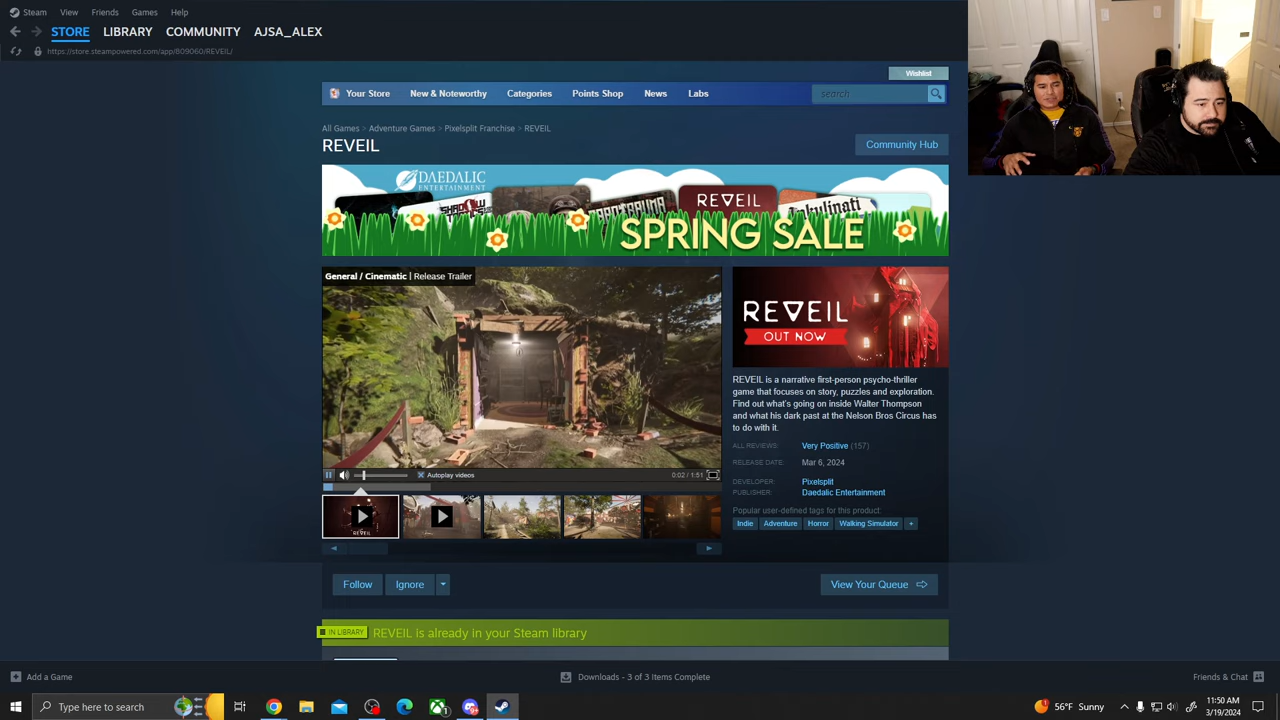 Steam View Friends Games Help
STORE LIBRARY COMMUNITY AJSA_ALEX
https://store.steampowered.com/app/809060/REVEIL/
Wishlist
Your Store New & Noteworthy Categories Points Shop News Labs search
All Games > Adventure Games > Pixelsplit Franchise > REVEIL
REVEIL
Community Hub
DAEDALIC
ENTERTAINMENT
REVEIL
SPRING SALE
General / Cinematic | Release Trailer
REVEIL
OUT NOW
REVEIL is a narrative first-person psycho-thriller
game that focuses on story, puzzles and exploration.
Find out what's going on inside Walter Thompson
and what his dark past at the Nelson Bros Circus has
to do with it.
ALL REVIEWS: Very Positive (157)
RELEASE DATE: Mar 6, 2024
DEVELOPER: Pixelsplit
PUBLISHER: Daedalic Entertainment
Popular user-defined tags for this product:
Indie Adventure Horror Walking Simulator +
Autoplay videos 0:02 / 1:51
REVEIL
Follow Ignore View Your Queue
IN LIBRARY REVEIL is already in your Steam library
Add a Game Downloads - 3 of 3 Items Complete Friends & Chat
Type here to search 56°F Sunny 11:50 AM
3/19/2024